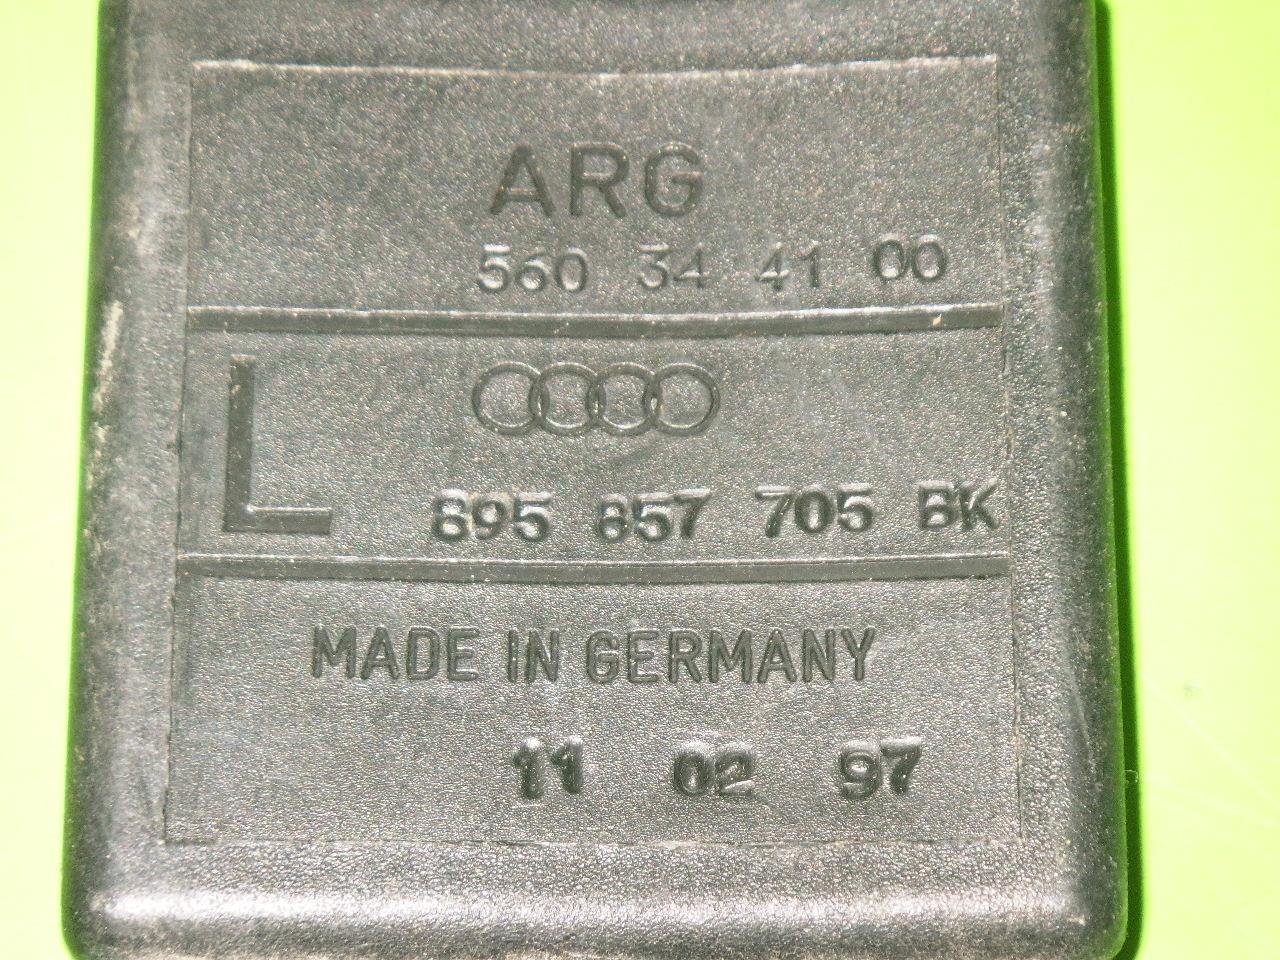 ARG
560 34 41 00
L
895 857 705 BK
MADE IN GERMANY
11 02 97